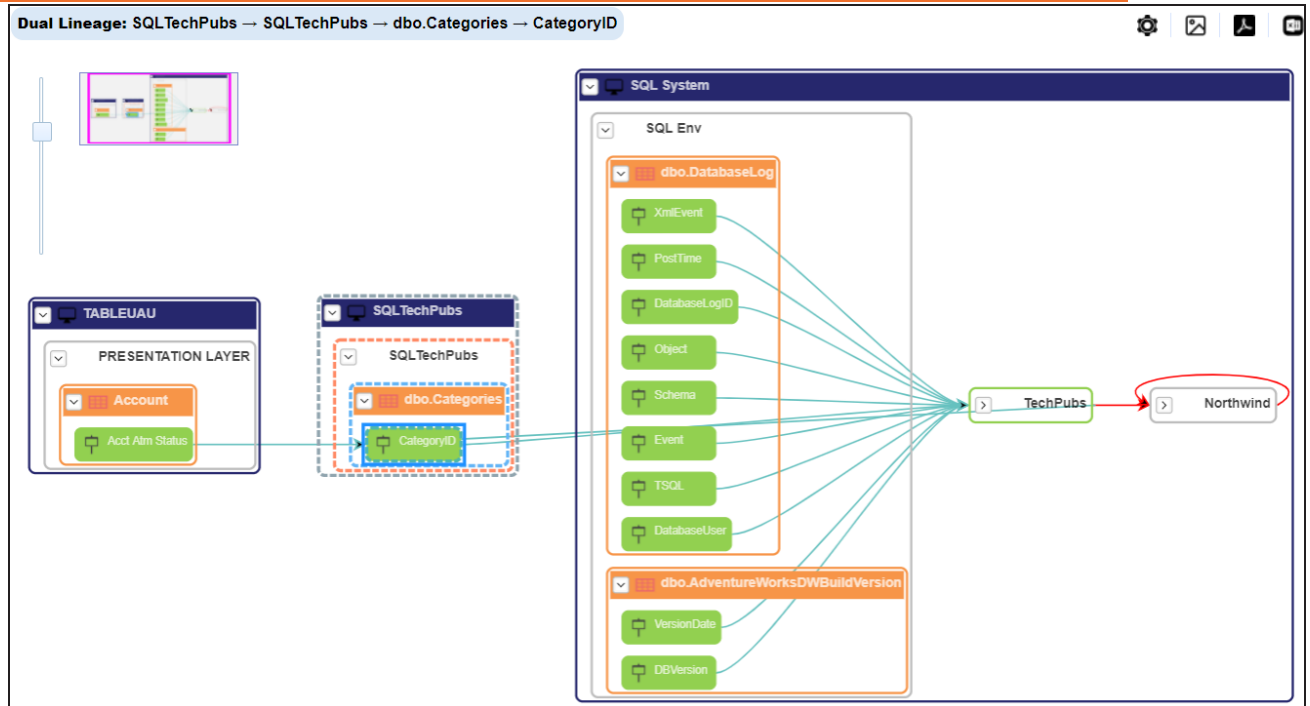 Dual Lineage: SQLTechPubs → SQLTechPubs → dbo.Categories → CategoryID
SQL System
SQL Env
dbo.DatabaseLog
XmlEvent
PostTime
DatabaseLogID
Object
Schema
Event
TSQL
DatabaseUser
dbo.AdventureWorksDWBuildVersion
VersionDate
DBVersion
TABLEUAU
PRESENTATION LAYER
Account
Acct Atm Status
SQLTechPubs
SQLTechPubs
dbo.Categories
CategoryID
TechPubs
Northwind